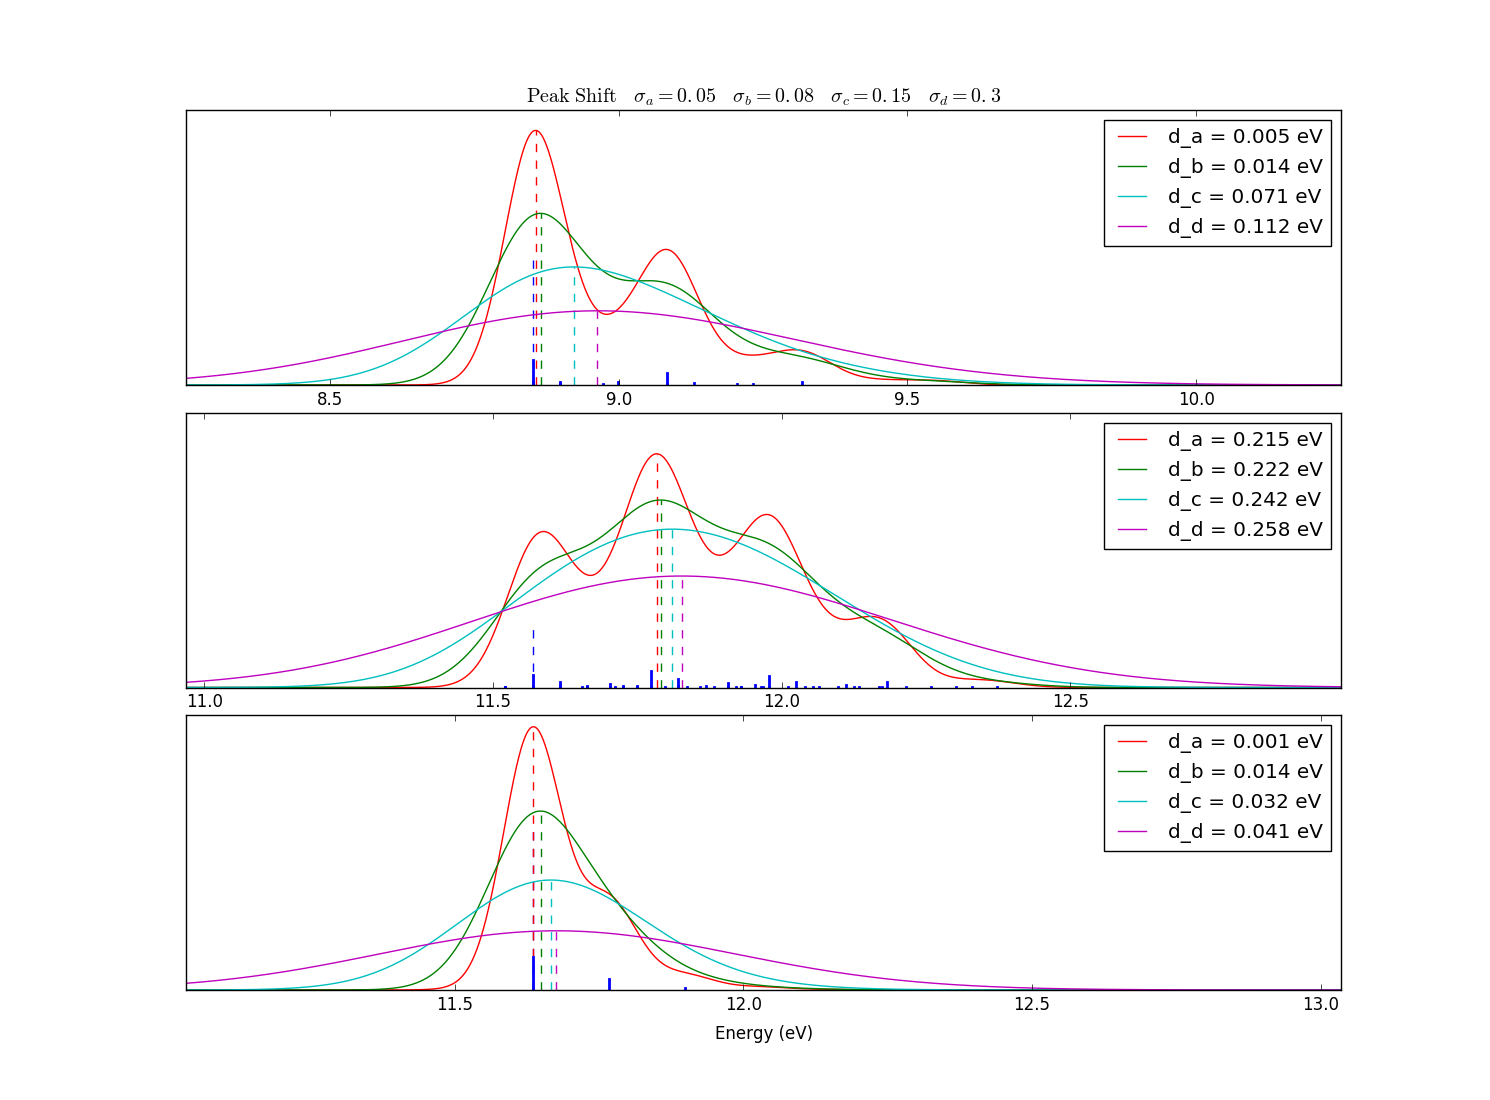 Peak Shift σa = 0.05 σb = 0.08 σc = 0.15 σd = 0.3
d_a = 0.005 eV
d_b = 0.014 eV
d_c = 0.071 eV
d_d = 0.112 eV
8.5 9.0 9.5 10.0
d_a = 0.215 eV
d_b = 0.222 eV
d_c = 0.242 eV
d_d = 0.258 eV
11.0 11.5 12.0 12.5
d_a = 0.001 eV
d_b = 0.014 eV
d_c = 0.032 eV
d_d = 0.041 eV
11.5 12.0 12.5 13.0
Energy (eV)